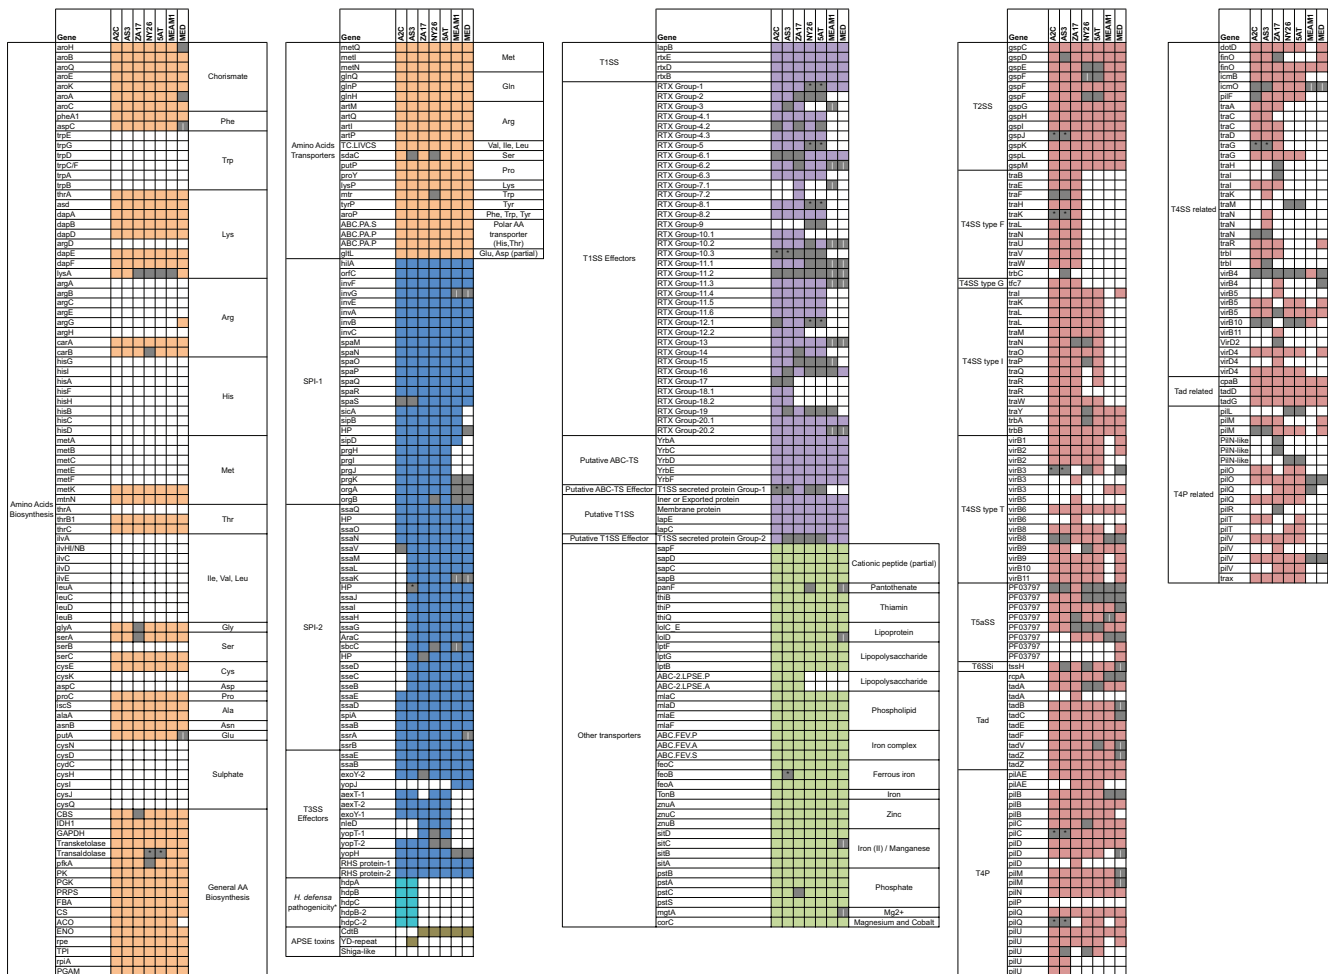 Gene A2C AS3 ZA17 NY26 5AT MEAM1 MED
Amino Acids Biosynthesis
aroH
aroB
aroQ
aroE
aroK
aroA
aroC
Chorismate
pheA1
aspC
Phe
trpE
trpG
trpD
trpC/F
trpA
trpB
Trp
thrA
asd
dapA
dapB
dapD
argD
dapE
dapF
lysA
Lys
argA
argB
argC
argE
argG
argH
carA
carB
Arg
hisG
hisI
hisA
hisF
hisH
hisB
hisC
hisD
His
metA
metB
metC
metE
metF
metK
mtnN
Met
thrA
thrB1
thrC
Thr
ilvA
ilvHI/NB
ilvC
ilvD
ilvE
leuA
leuC
leuD
leuB
Ile, Val, Leu
glyA
Gly
serA
serB
serC
Ser
cysE
cysK
Cys
aspC
Asp
proC
Pro
iscS
alaA
Ala
asnB
Asn
putA
Glu
cysN
cysD
cydC
cysH
cysI
cysJ
cysQ
Sulphate
CBS
IDH1
GAPDH
Transketolase
Transaldolase * *
pfkA
PK
PGK
PRPS
FBA
CS
ACO
ENO
rpe
TPI
rpiA
PGAM
General AA Biosynthesis
Gene A2C AS3 ZA17 NY26 5AT MEAM1 MED
Amino Acids Transporters
metQ
metI
metN
Met
glnQ
glnP
glnH
Gln
artM
artQ
artI
artP
Arg
TC.LIVCS
Val, Ile, Leu
sdaC
Ser
putP
proY
Pro
lysP
Lys
mtr
Trp
tyrP
Tyr
aroP
Phe, Trp, Tyr
ABC.PA.S
ABC.PA.P
ABC.PA.P
Polar AA
transporter
(His,Thr)
gltL
Glu, Asp (partial)
SPI-1
hilA
orfC
invF
invG
invE
invA
invB
invC
spaM
spaN
spaO
spaP
spaQ
spaR
spaS
sicA
sipB
HP
sipD
prgH
prgI
prgJ
prgK
orgA
orgB
SPI-2
ssaQ
HP
ssaO
ssaN
ssaV
ssaM
ssaL
ssaK
HP *
ssaJ
ssaI
ssaH
ssaG
AraC
sbcC
HP
sseD
sseC
sseB
ssaE
ssaD
spiA
ssaB
ssrA
ssrB
T3SS Effectors
ssaE
ssaB
exoY-2
yopJ
aexT-1
aexT-2
exoY-1
nleD
yopT-1
yopT-2
yopH
RHS protein-1
RHS protein-2
H. defensa pathogenicity*
hdpA
hdpB
hdpC
hdpB-2
hdpC-2
APSE toxins
CdtB
YD-repeat
Shiga-like
Gene A2C AS3 ZA17 NY26 5AT MEAM1 MED
T1SS
lapB
rtxE
rtxD
rtxB
T1SS Effectors
RTX Group-1 * *
RTX Group-2
RTX Group-3
RTX Group-4.1
RTX Group-4.2
RTX Group-4.3
RTX Group-5 * *
RTX Group-6.1
RTX Group-6.2
RTX Group-6.3
RTX Group-7.1
RTX Group-7.2
RTX Group-8.1 * *
RTX Group-8.2
RTX Group-9
RTX Group-10.1
RTX Group-10.2
RTX Group-10.3 * *
RTX Group-11.1
RTX Group-11.2
RTX Group-11.3
RTX Group-11.4
RTX Group-11.5
RTX Group-11.6
RTX Group-12.1 * *
RTX Group-12.2
RTX Group-13
RTX Group-14
RTX Group-15
RTX Group-16
RTX Group-17
RTX Group-18.1
RTX Group-18.2
RTX Group-19
RTX Group-20.1
RTX Group-20.2
Putative ABC-TS
YrbA
YrbC
YrbD
YrbE
YrbF
Putative ABC-TS Effector
T1SS secreted protein Group-1 * *
Putative T1SS
Iner or Exported protein
Membrane protein
lapE
lapC
Putative T1SS Effector
T1SS secreted protein Group-2
Other transporters
sapF
sapD
sapC
sapB
Cationic peptide (partial)
panF
Pantothenate
thiB
thiP
thiQ
Thiamin
lolC_E
lolD
Lipoprotein
lptF
lptG
lptB
Lipopolysaccharide
ABC-2.LPSE.P
ABC-2.LPSE.A
Lipopolysaccharide
mlaC
mlaD
mlaE
mlaF
Phospholipid
ABC.FEV.P
ABC.FEV.A
ABC.FEV.S
Iron complex
feoC
feoB *
feoA
Ferrous iron
TonB
Iron
znuA
znuC
znuB
Zinc
sitD
sitC
sitB
sitA
Iron (II) / Manganese
pstB
pstA
pstC
pstS
Phosphate
mgtA
Mg2+
corC
Magnesium and Cobalt
Gene A2C AS3 ZA17 NY26 5AT MEAM1 MED
T2SS
gspC
gspD
gspE
gspF
gspF
gspF
gspG
gspH
gspI
gspJ * *
gspK
gspL
gspM
T4SS type F
traB
traE
traF
traH
traK * *
traL
traN
traU
traV
traW
trbC
T4SS type G
tfc7
T4SS type I
traI
traK
traL
traL
traM
traN
traO
traP
traQ
traR
traR
traW
traY
trbA
trbB
T4SS type T
virB1
virB2
virB2
virB3 * *
virB3
virB3
virB5
virB6
virB6
virB8
virB8
virB9
virB9
virB10
virB11
T5aSS
PF03797
PF03797
PF03797
PF03797
PF03797
PF03797
PF03797
PF03797
T6SSi
tssH
Tad
rcpA
tadA
tadA
tadB
tadC
tadE
tadF
tadV
tadZ
tadZ
T4P
pilAE
pilAE
pilB
pilB
pilC
pilC * *
pilD
pilD
pilD
pilM
pilM
pilN
pilP
pilQ
pilQ * *
pilU
pilU
pilU
pilU
pilU
Gene A2C AS3 ZA17 NY26 5AT MEAM1 MED
T4SS related
dotD
finO
finO
icmB
icmO
pilF
traA
traC
traC
traD
traG * *
traG
traH
traI
traI
traK
traM
traN
traN
traN
traR
trbI
trbI
virB4
virB4
virB5
virB5
virB5
virB10
virB11
VirD2
virD4
virD4
virD4
Tad related
cpaB
tadD
tadG
T4P related
pilL
pilM
pilM
PilN-like
PilN-like
PilN-like
pilO
pilO
pilQ
pilQ
pilR
pilT
pilT
pilV
pilV
pilV
pilV
trax